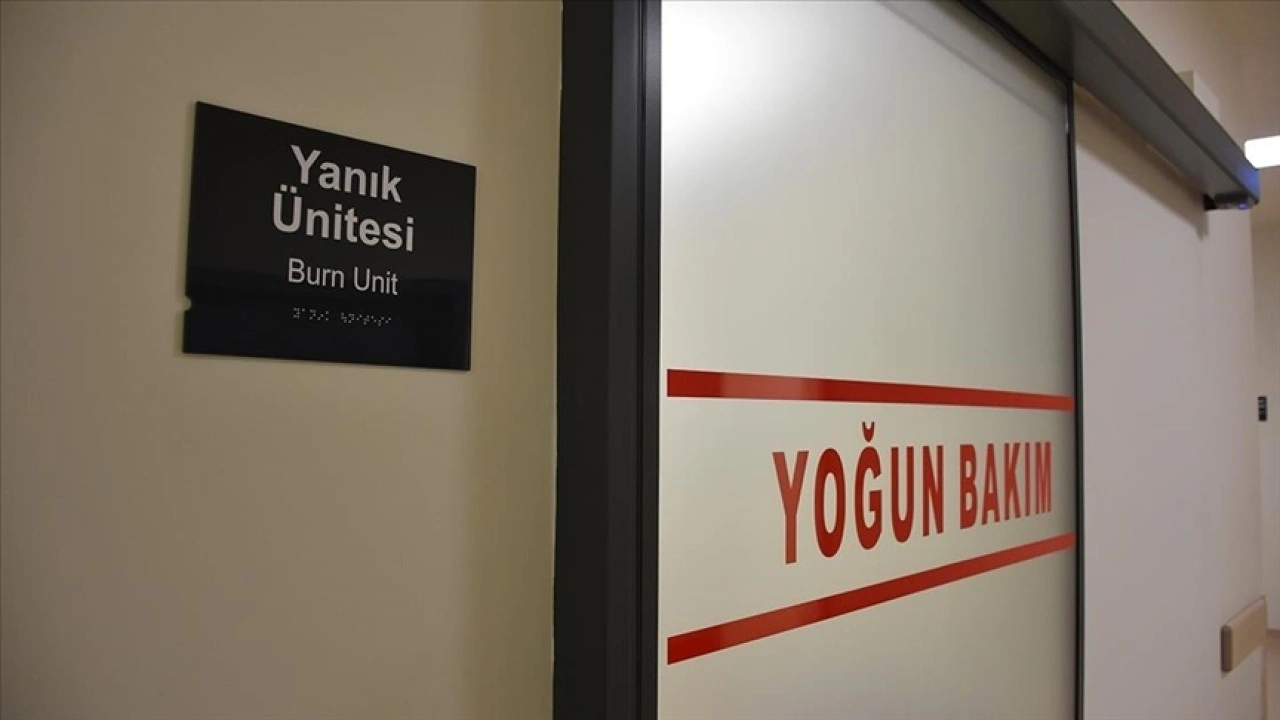 Yanık
Ünitesi
Burn Unit
YOĞUN BAKIM